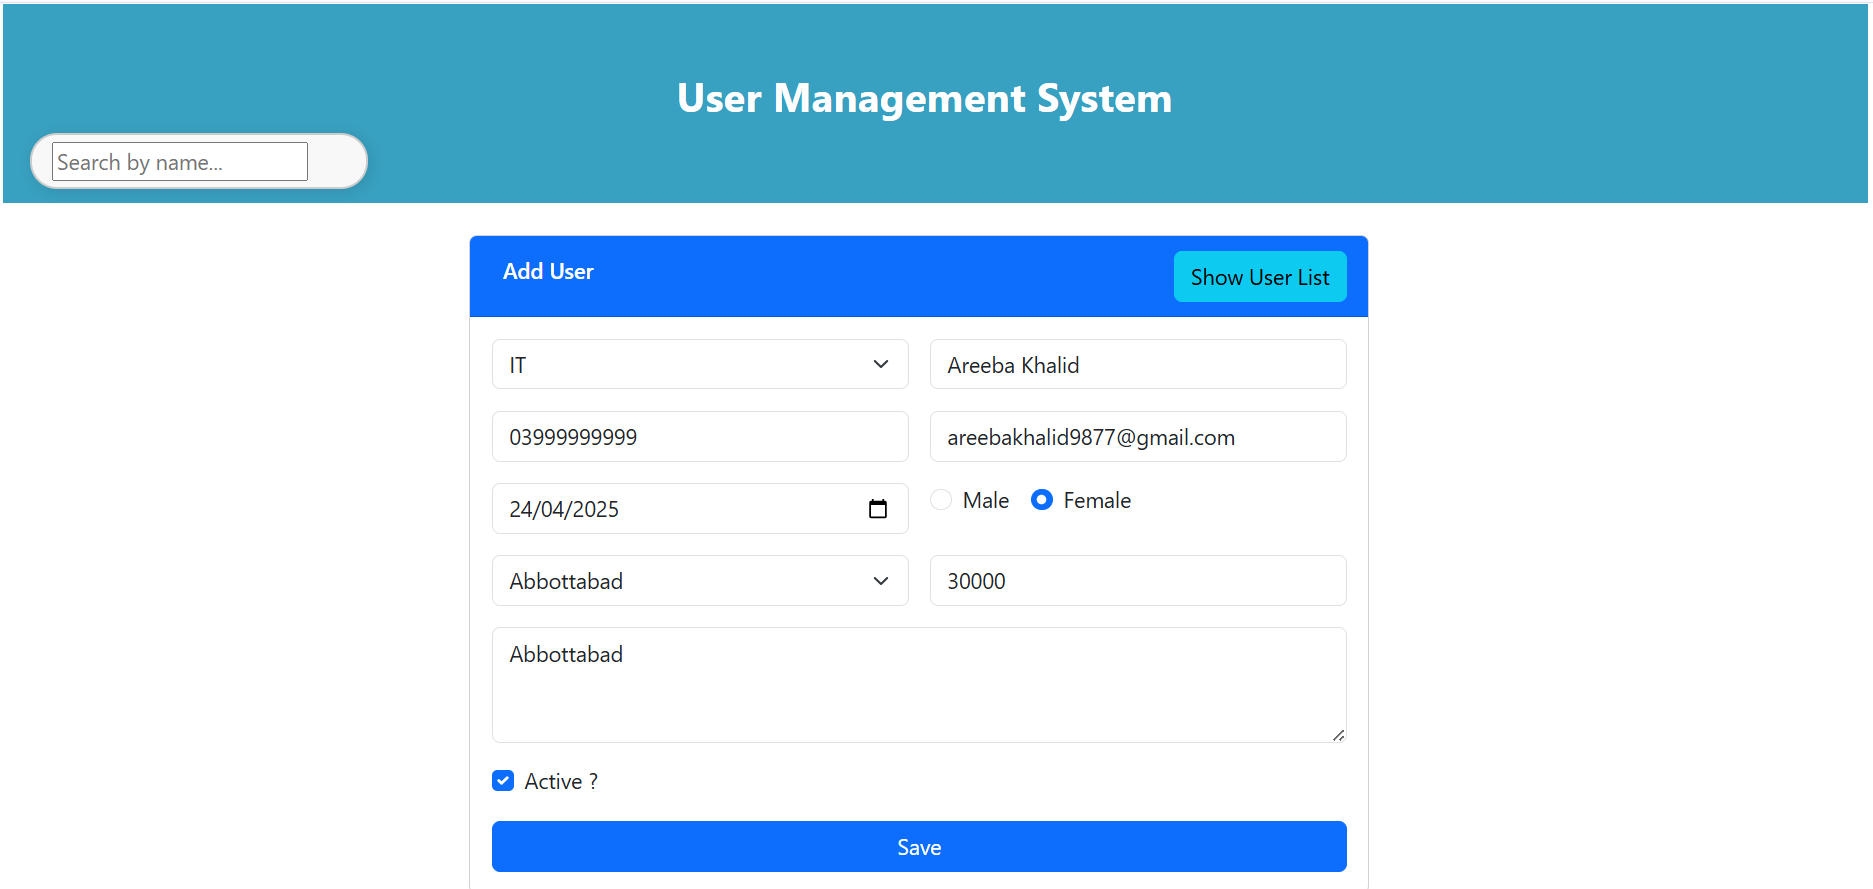 User Management System
Search by name...
Add User
Show User List
IT
Areeba Khalid
03999999999
areebakhalid9877@gmail.com
24/04/2025
Male
Female
Abbottabad
30000
Abbottabad
Active ?
Save